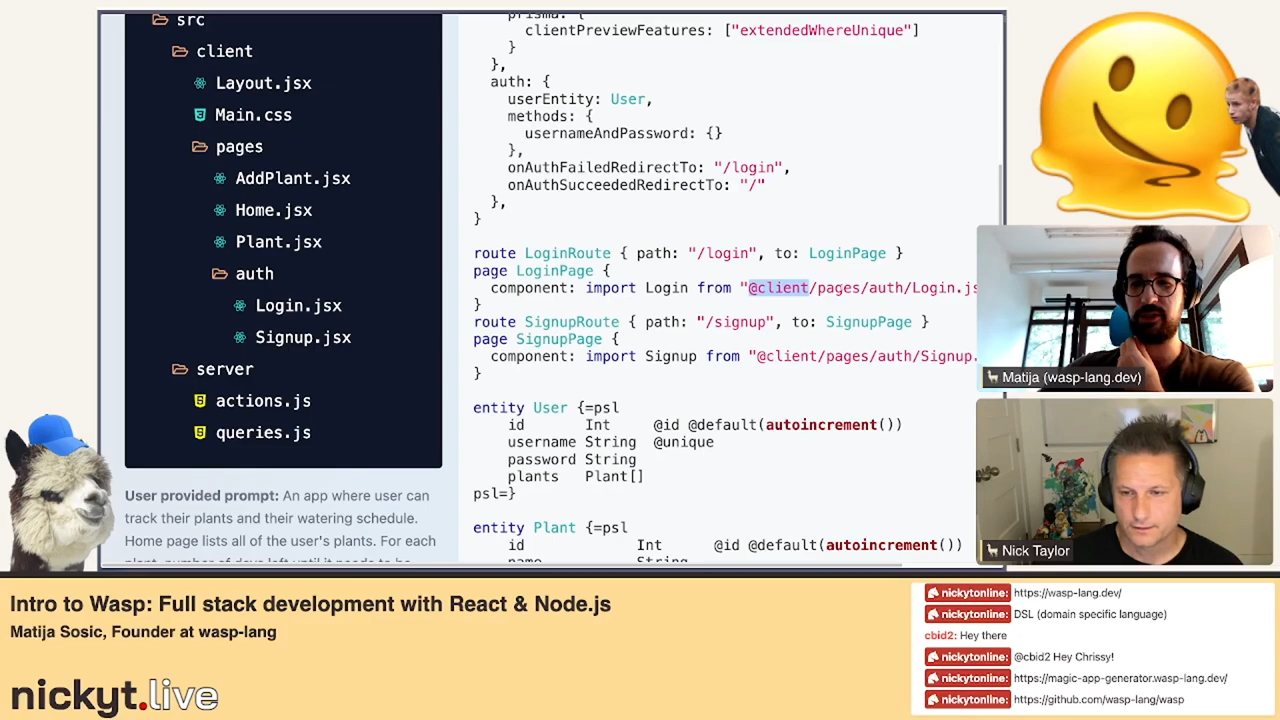 src
client
Layout.jsx
Main.css
pages
AddPlant.jsx
Home.jsx
Plant.jsx
auth
Login.jsx
Signup.jsx
server
actions.js
queries.js
User provided prompt: An app where user can
track their plants and their watering schedule.
Home page lists all of the user's plants. For each
prisma: {
clientPreviewFeatures: ["extendedWhereUnique"]
}
},
auth: {
userEntity: User,
methods: {
usernameAndPassword: {}
},
onAuthFailedRedirectTo: "/login",
onAuthSucceededRedirectTo: "/"
},
}
route LoginRoute { path: "/login", to: LoginPage }
page LoginPage {
component: import Login from "@client/pages/auth/Login.js
}
route SignupRoute { path: "/signup", to: SignupPage }
page SignupPage {
component: import Signup from "@client/pages/auth/Signup.
}
entity User {=psl
id Int @id @default(autoincrement())
username String @unique
password String
plants Plant[]
psl=}
entity Plant {=psl
id Int @id @default(autoincrement())
name String
Matija (wasp-lang.dev)
Nick Taylor
Intro to Wasp: Full stack development with React & Node.js
Matija Sosic, Founder at wasp-lang
nickyt.live
nickytonline: https://wasp-lang.dev/
nickytonline: DSL (domain specific language)
cbid2: Hey there
nickytonline: @cbid2 Hey Chrissy!
nickytonline: https://magic-app-generator.wasp-lang.dev/
nickytonline: https://github.com/wasp-lang/wasp